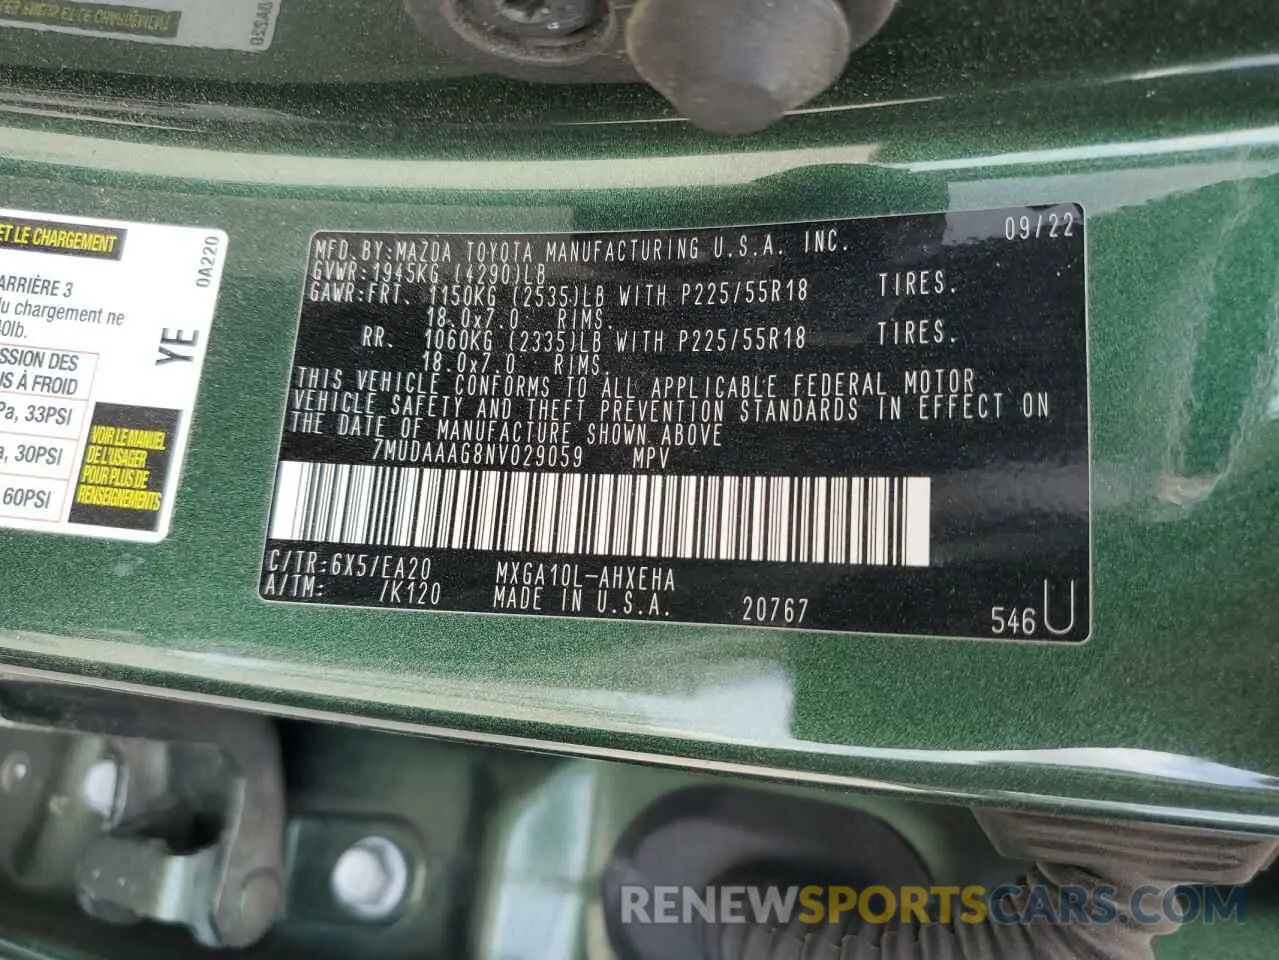 0A220
ET LE CHARGEMENT
0A220
ARRIÈRE 3
du chargement ne
40lb.
YE
SSION DES
US À FROID
Pa, 33PSI
a, 30PSI
60PSI
VOIR LE MANUEL
DE L'USAGER
POUR PLUS DE
RENSEIGNEMENTS
MFD.BY:MAZDA TOYOTA MANUFACTURING U.S.A. INC. 09/22
GVWR:1945KG (4290)LB
GAWR:FRT. 1150KG (2535)LB WITH P225/55R18 TIRES.
18.0x7.0 RIMS.
RR. 1060KG (2335)LB WITH P225/55R18 TIRES.
18.0x7.0 RIMS.
THIS VEHICLE CONFORMS TO ALL APPLICABLE FEDERAL MOTOR
VEHICLE SAFETY AND THEFT PREVENTION STANDARDS IN EFFECT ON
THE DATE OF MANUFACTURE SHOWN ABOVE
7MUDAAAG8NV029059 MPV
C/TR:6X5/EA20 MXGA10L-AHXEHA
A/TM: /K120 MADE IN U.S.A. 20767 546U
RENEWSPORTSCARS.COM